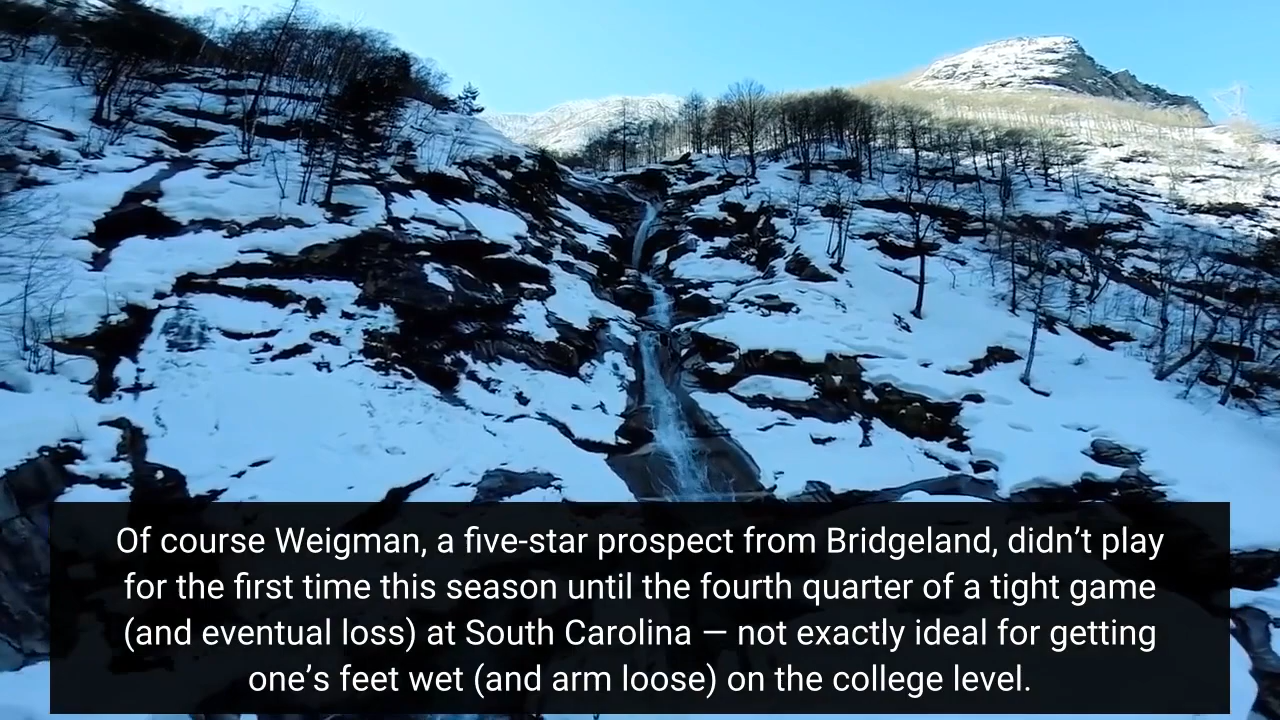 Of course Weigman, a five-star prospect from Bridgeland, didn’t play
for the first time this season until the fourth quarter of a tight game
(and eventual loss) at South Carolina — not exactly ideal for getting
one’s feet wet (and arm loose) on the college level.